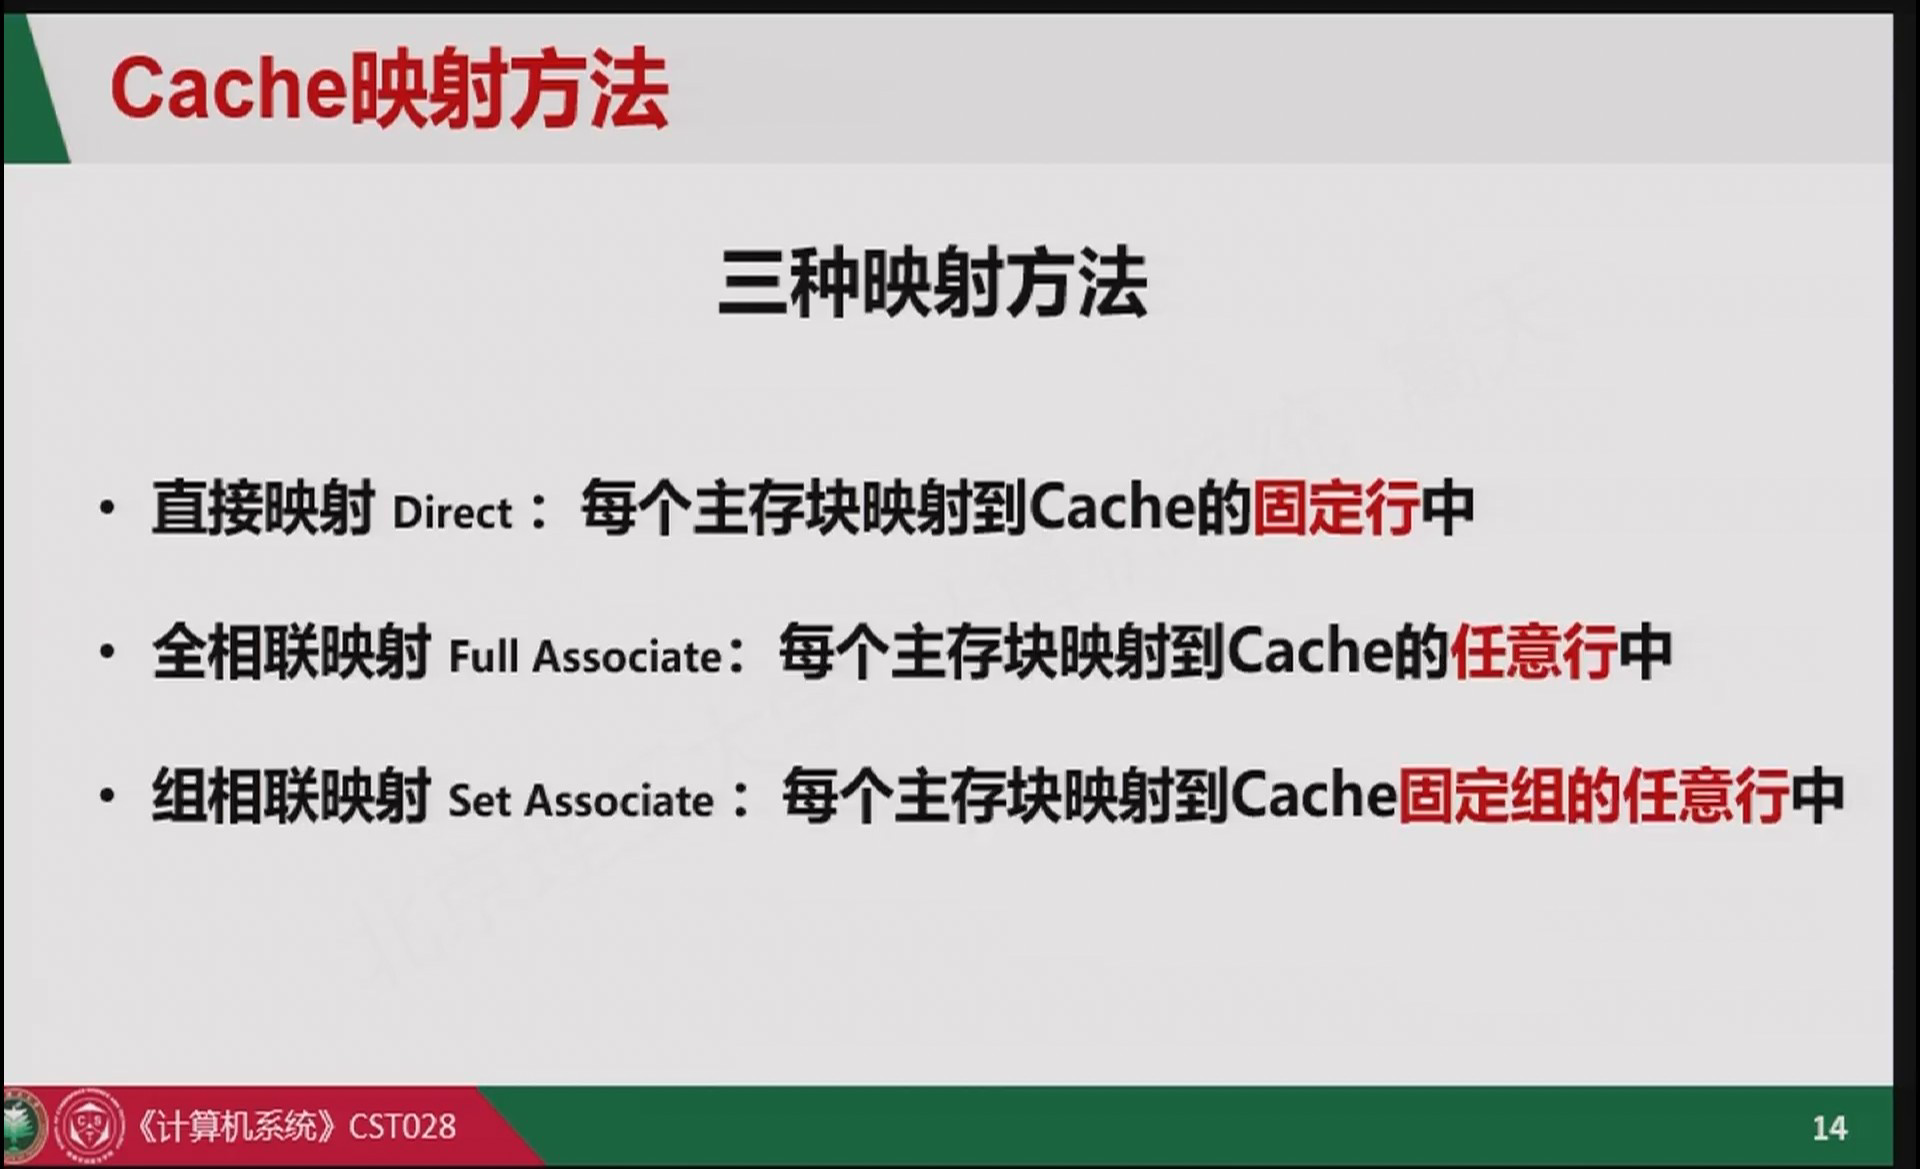 Cache映射方法
三种映射方法
• 直接映射 Direct： 每个主存块映射到Cache的固定行中
• 全相联映射 Full Associate：每个主存块映射到Cache的任意行中
• 组相联映射 Set Associate： 每个主存块映射到Cache固定组的任意行中
《计算机系统》CST028
14